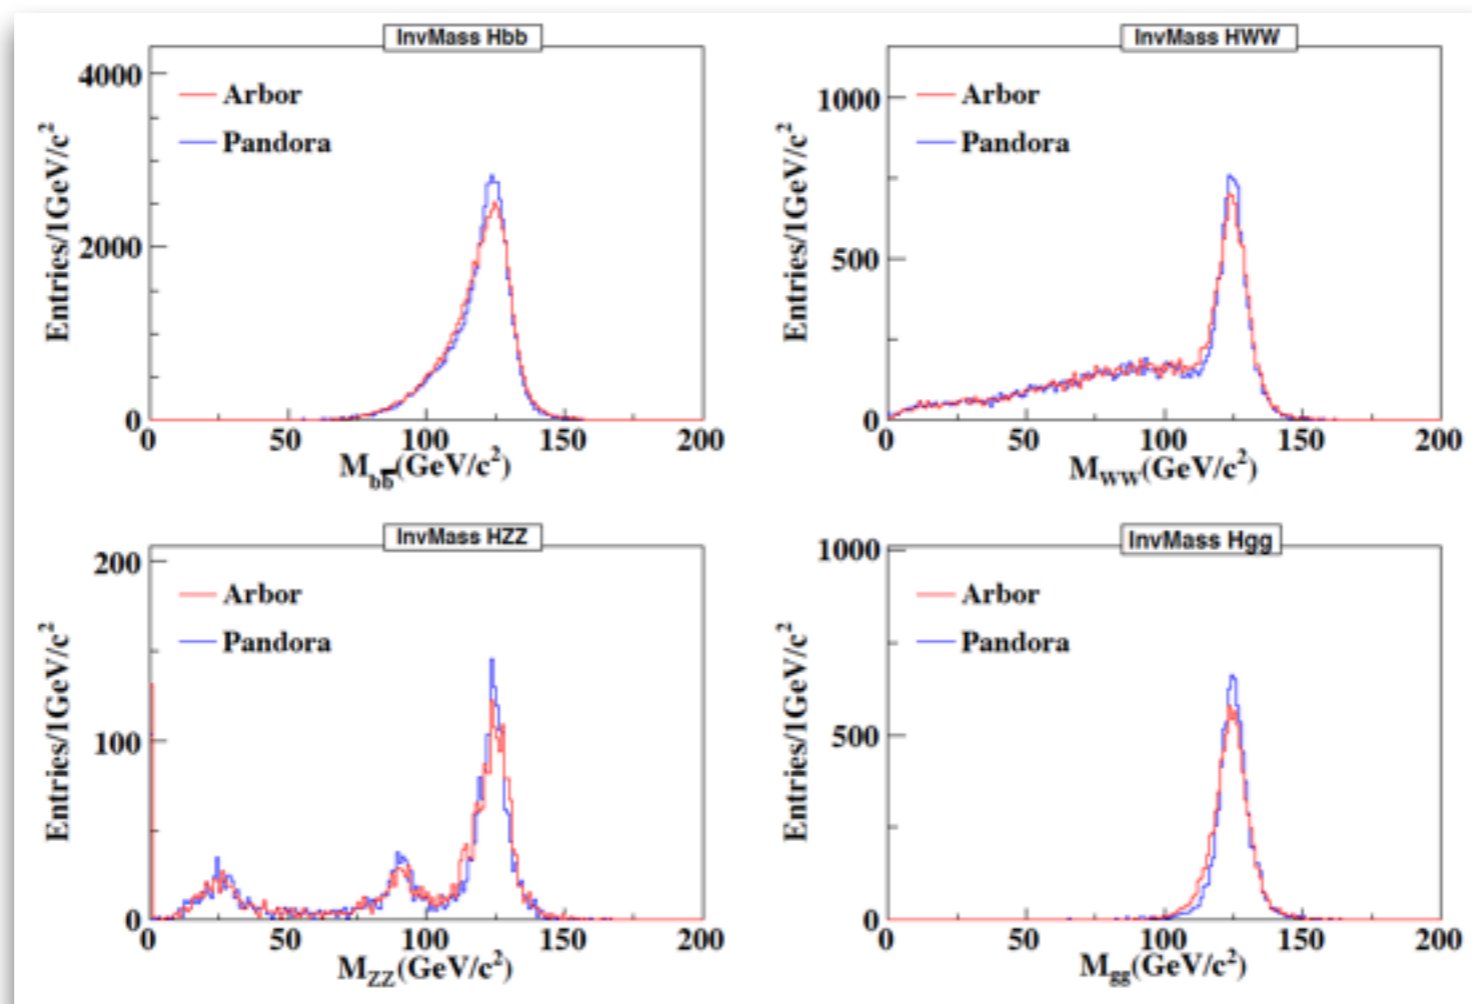 InvMass Hbb
4000
2000
0
Entries/1GeV/c²
Arbor
Pandora
0 50 100 150 200
M_bb̅(GeV/c²)
InvMass HWW
1000
500
0
Entries/1GeV/c²
Arbor
Pandora
0 50 100 150 200
M_WW(GeV/c²)
InvMass HZZ
200
100
0
Entries/1GeV/c²
Arbor
Pandora
0 50 100 150 200
M_ZZ(GeV/c²)
InvMass Hgg
1000
500
0
Entries/1GeV/c²
Arbor
Pandora
0 50 100 150 200
M_gg(GeV/c²)